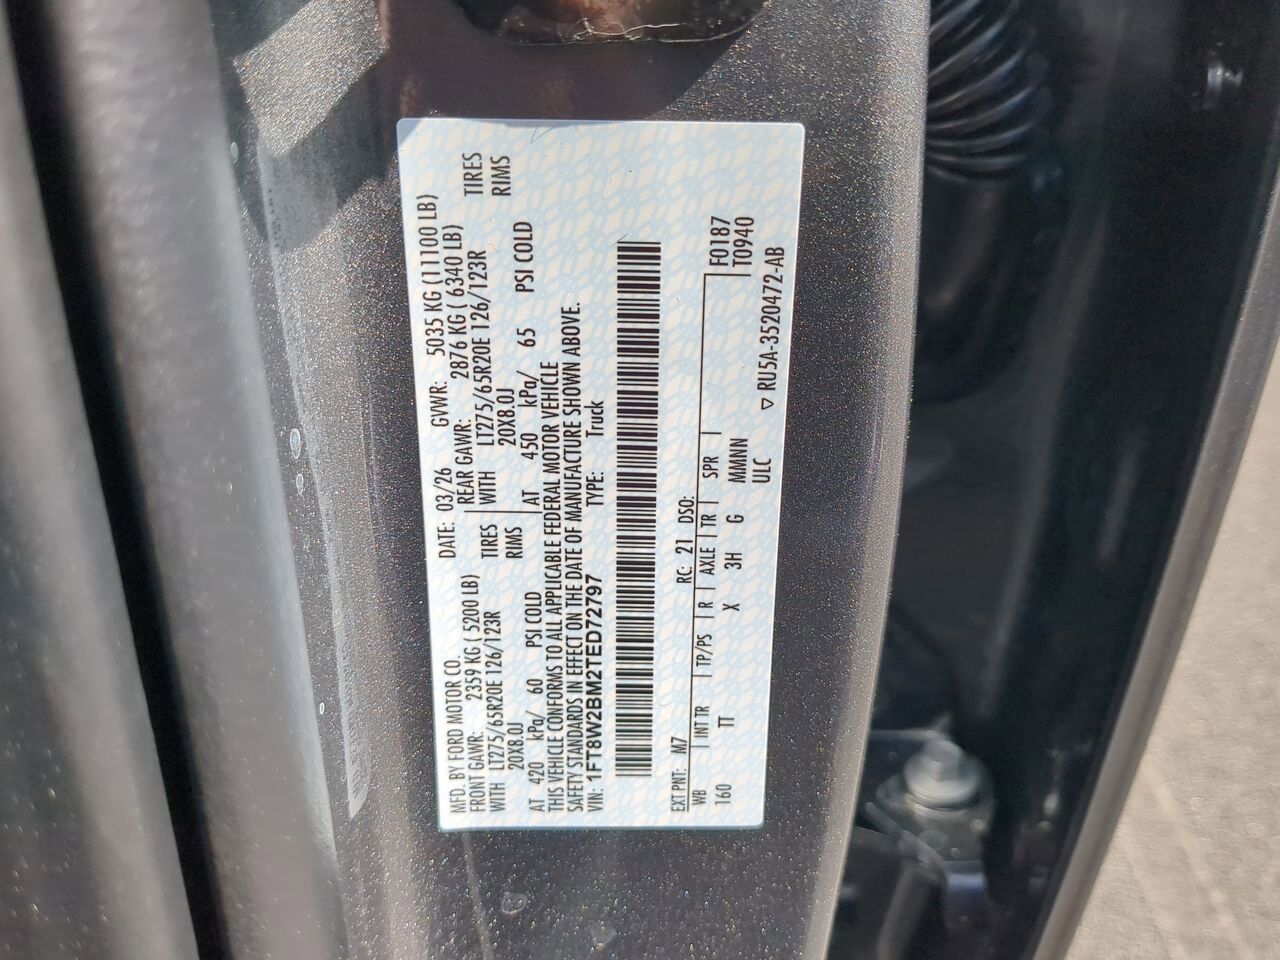 MFD. BY FORD MOTOR CO. DATE: 03/26 GVWR: 5035 KG (11100 LB)
FRONT GAWR: 2359 KG ( 5200 LB) REAR GAWR: 2876 KG ( 6340 LB)
WITH LT275/65R20E 126/123R TIRES WITH LT275/65R20E 126/123R TIRES
20X8.0J RIMS 20X8.0J RIMS
AT 420 kPa/ 60 PSI COLD AT 450 kPa/ 65 PSI COLD
THIS VEHICLE CONFORMS TO ALL APPLICABLE FEDERAL MOTOR VEHICLE
SAFETY STANDARDS IN EFFECT ON THE DATE OF MANUFACTURE SHOWN ABOVE.
VIN: 1FT8W2BM2TED72797 TYPE: Truck
EXT PNT: M7 RC: 21 DSO:
WB INT TR TP/PS R AXLE TR SPR F0187
160 TT X 3H G MMNN T0940
ULC
▽ RU5A-3520472-AB